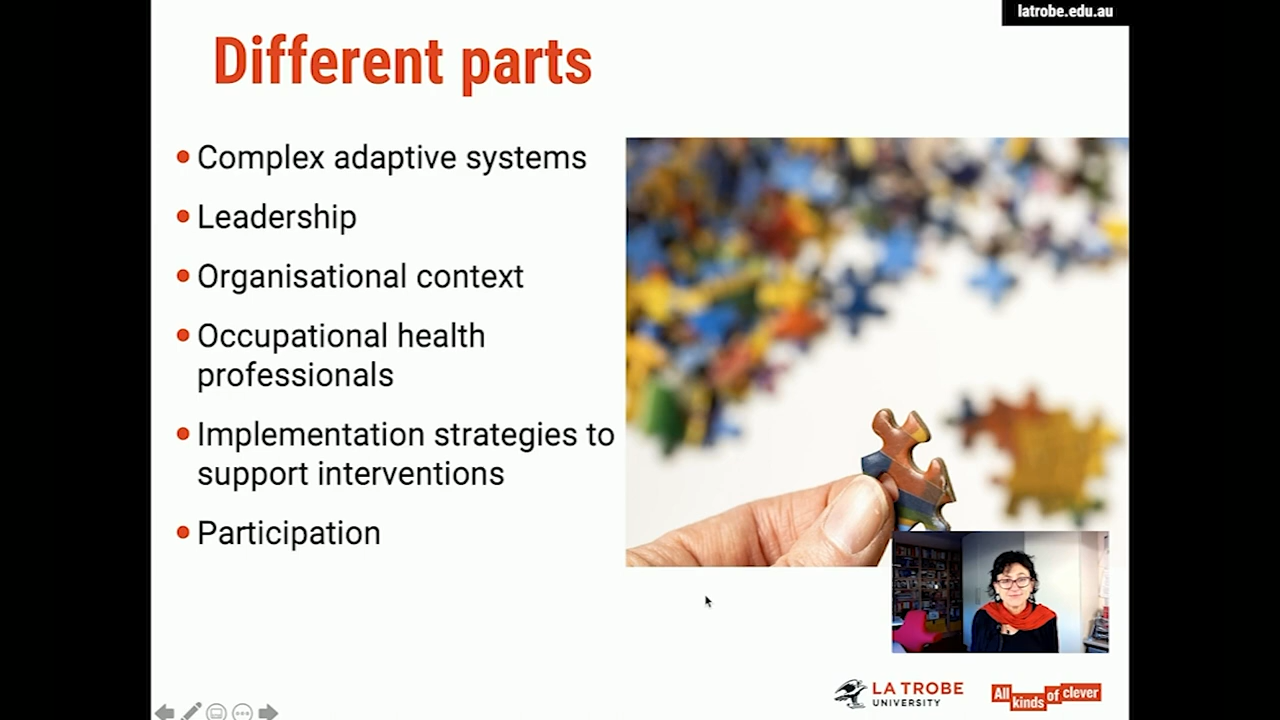 latrobe.edu.au
Different parts
Complex adaptive systems
Leadership
Organisational context
Occupational health
professionals
Implementation strategies to
support interventions
Participation
LA TROBE
UNIVERSITY
All
kinds
of
clever